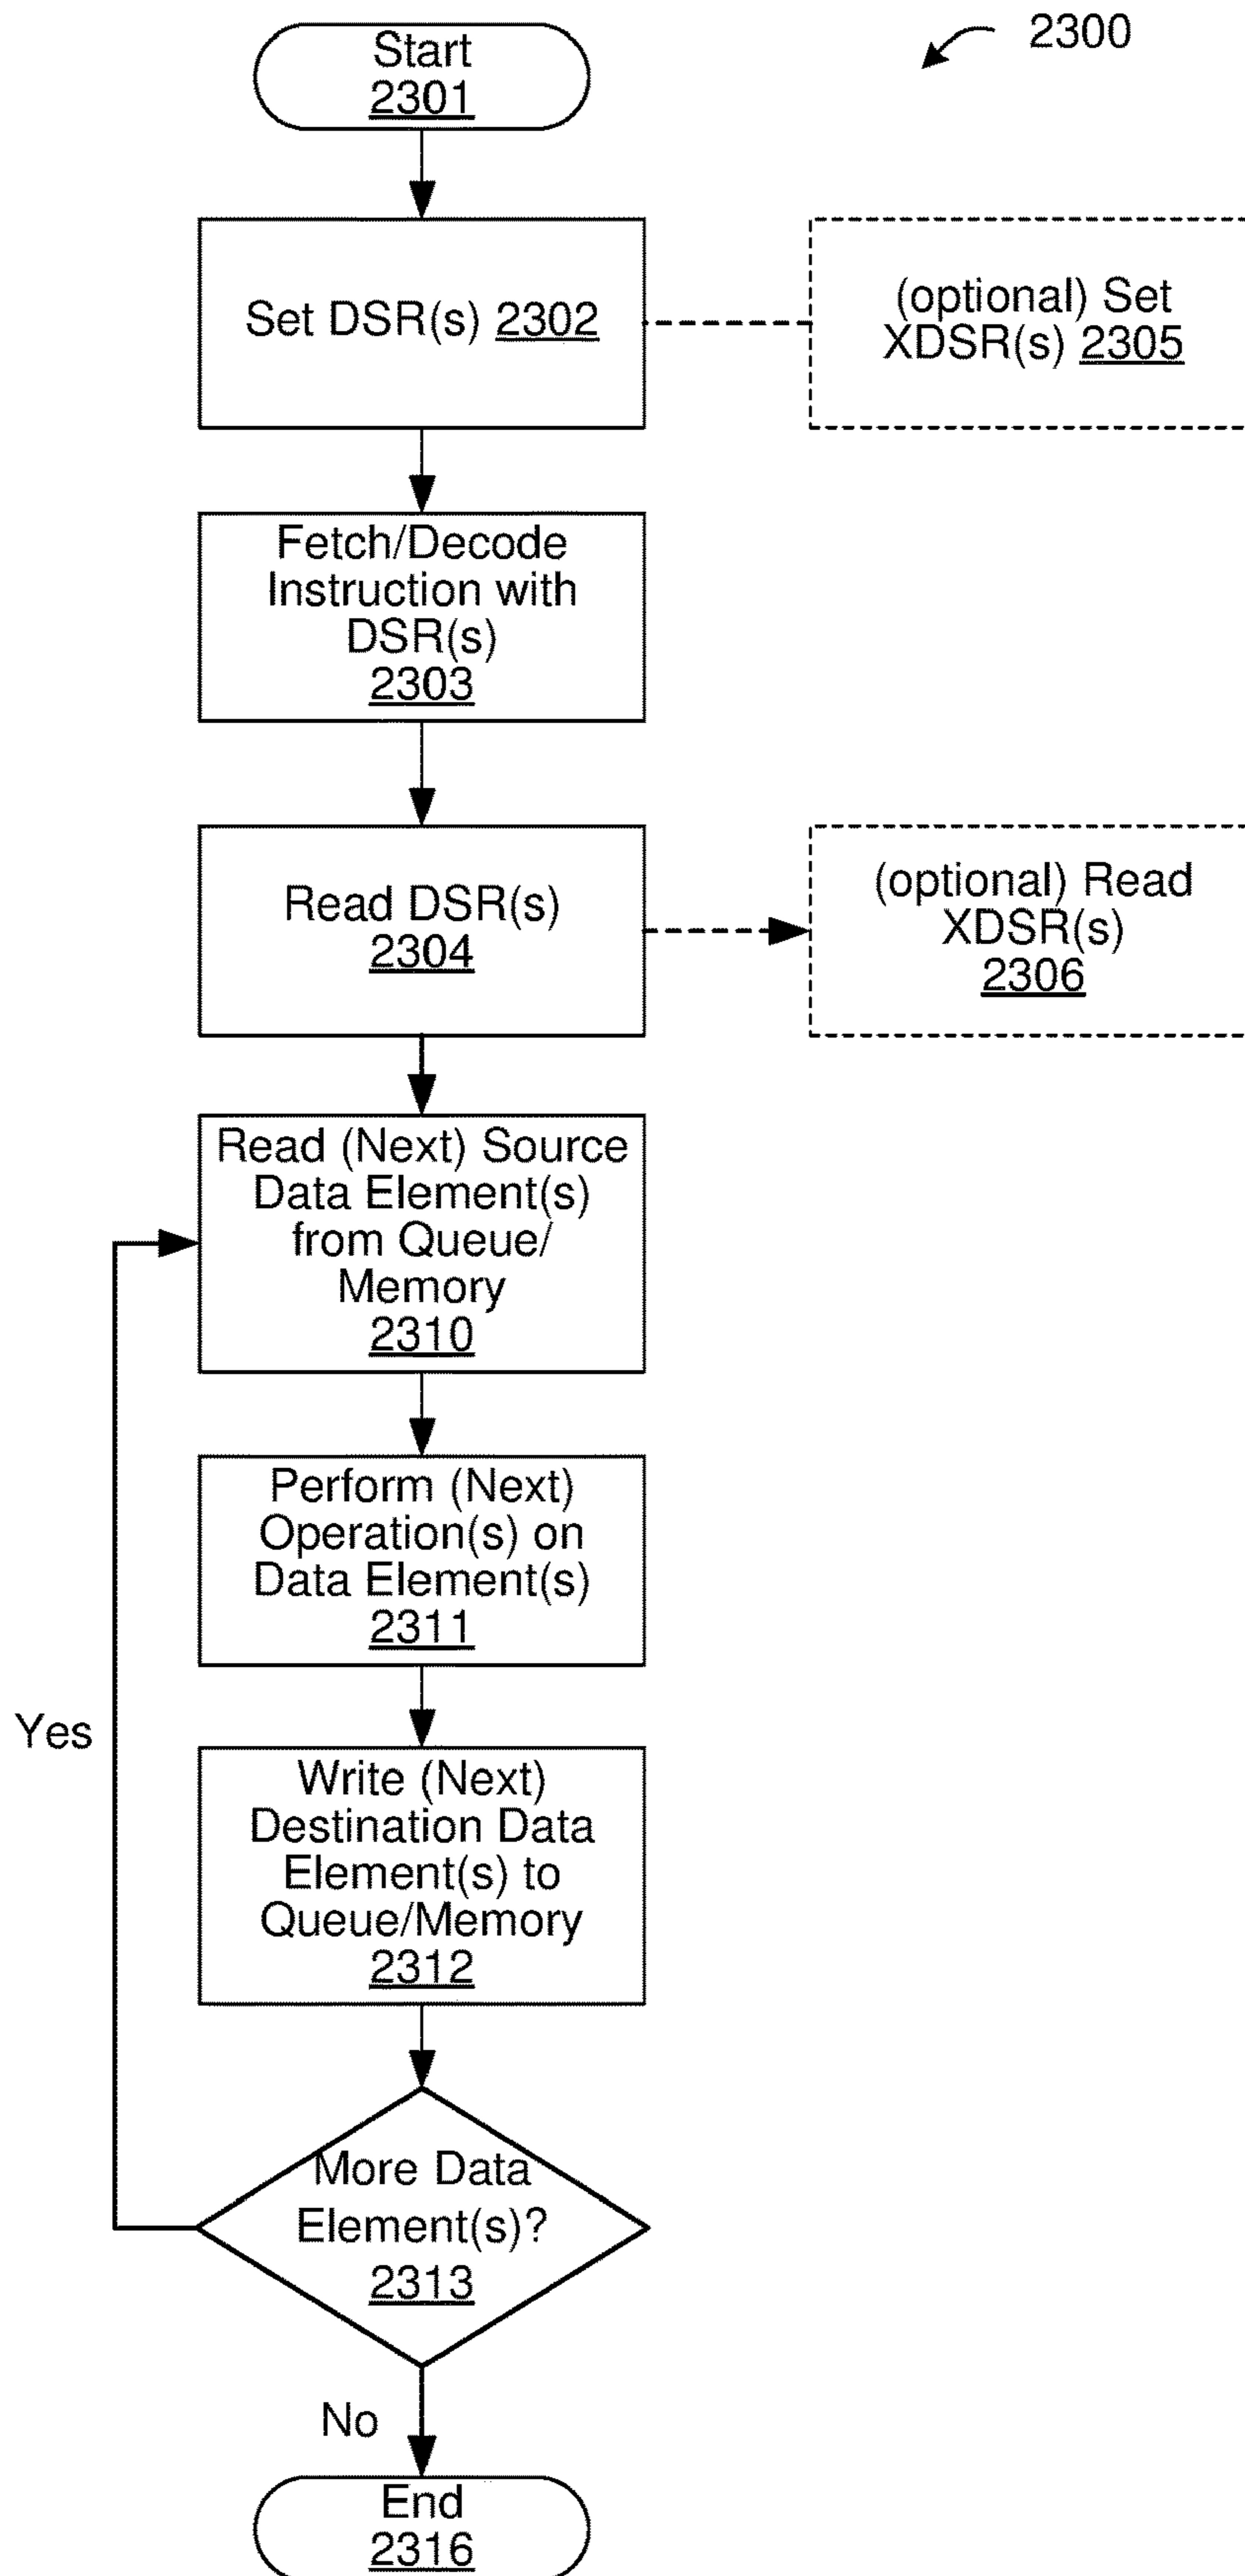 Start
2301
2300
Set DSR(s) 2302
(optional) Set
XDSR(s) 2305
Fetch/Decode
Instruction with
DSR(s)
2303
Read DSR(s)
2304
(optional) Read
XDSR(s)
2306
Read (Next) Source
Data Element(s)
from Queue/
Memory
2310
Perform (Next)
Operation(s) on
Data Element(s)
2311
Yes
Write (Next)
Destination Data
Element(s) to
Queue/Memory
2312
More Data
Element(s)?
2313
No
End
2316